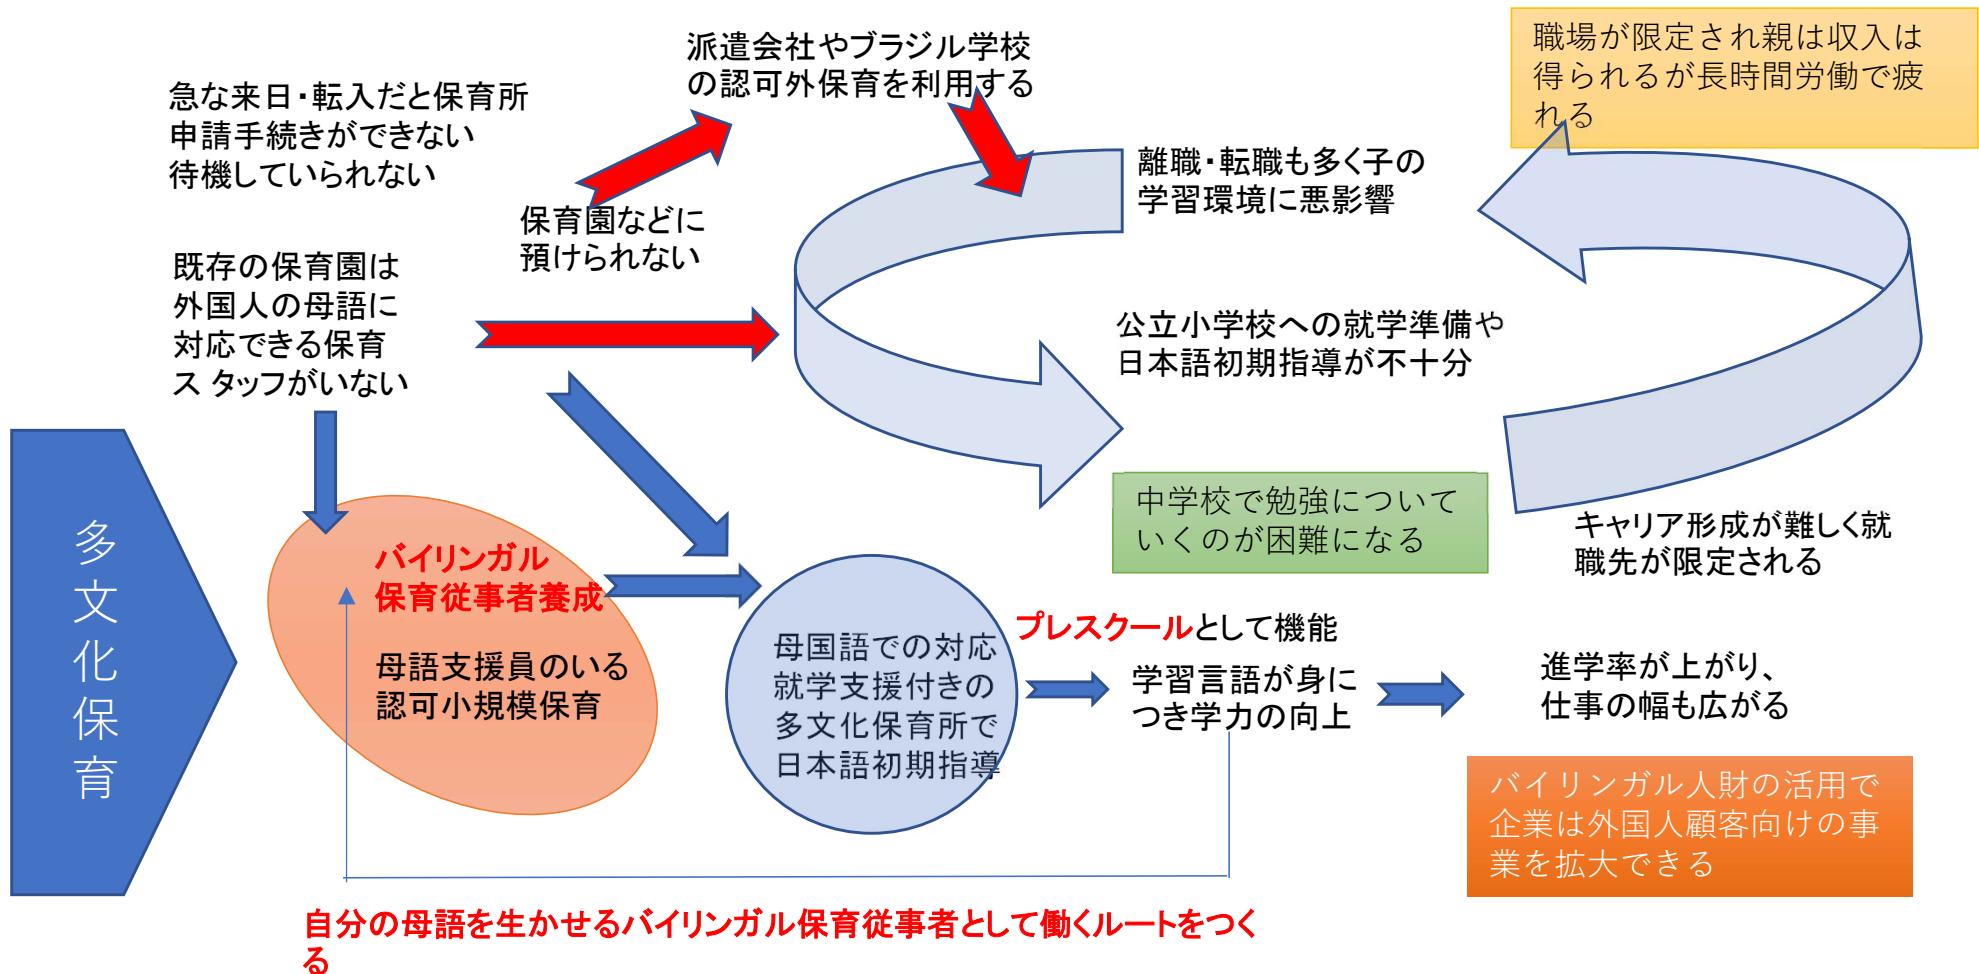 派遣会社やブラジル学校
の認可外保育を利用する
職場が限定され親は収入は
得られるが長時間労働で疲
れる
急な来日・転入だと保育所
申請手続きができない
待機していられない
離職・転職も多く子の
学習環境に悪影響
保育園などに
預けられない
既存の保育園は
外国人の母語に
対応できる保育
ス タッフがいない
公立小学校への就学準備や
日本語初期指導が不十分
中学校で勉強について
いくのが困難になる
キャリア形成が難しく就
職先が限定される
多文化保育
バイリンガル
保育従事者養成
母語支援員のいる
認可小規模保育
母国語での対応
就学支援付きの
多文化保育所で
日本語初期指導
プレスクールとして機能
学習言語が身に
つき学力の向上
進学率が上がり、
仕事の幅も広がる
バイリンガル人財の活用で
企業は外国人顧客向けの事
業を拡大できる
自分の母語を生かせるバイリンガル保育従事者として働くルートをつく
る